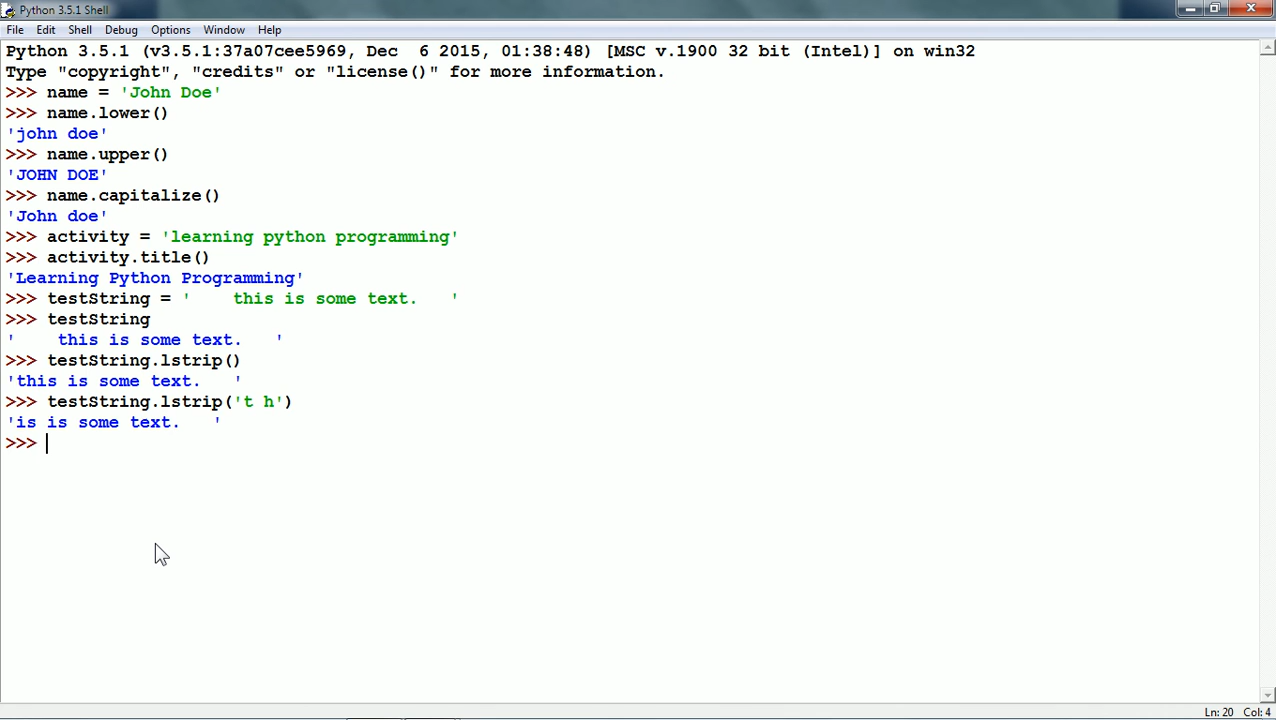 Python 3.5.1 Shell
File Edit Shell Debug Options Window Help
Python 3.5.1 (v3.5.1:37a07cee5969, Dec  6 2015, 01:38:48) [MSC v.1900 32 bit (Intel)] on win32
Type "copyright", "credits" or "license()" for more information.
>>> name = 'John Doe'
>>> name.lower()
'john doe'
>>> name.upper()
'JOHN DOE'
>>> name.capitalize()
'John doe'
>>> activity = 'learning python programming'
>>> activity.title()
'Learning Python Programming'
>>> testString = '    this is some text.   '
>>> testString
'    this is some text.   '
>>> testString.lstrip()
'this is some text.   '
>>> testString.lstrip('t h')
'is is some text.   '
>>>
Ln: 20 Col: 4